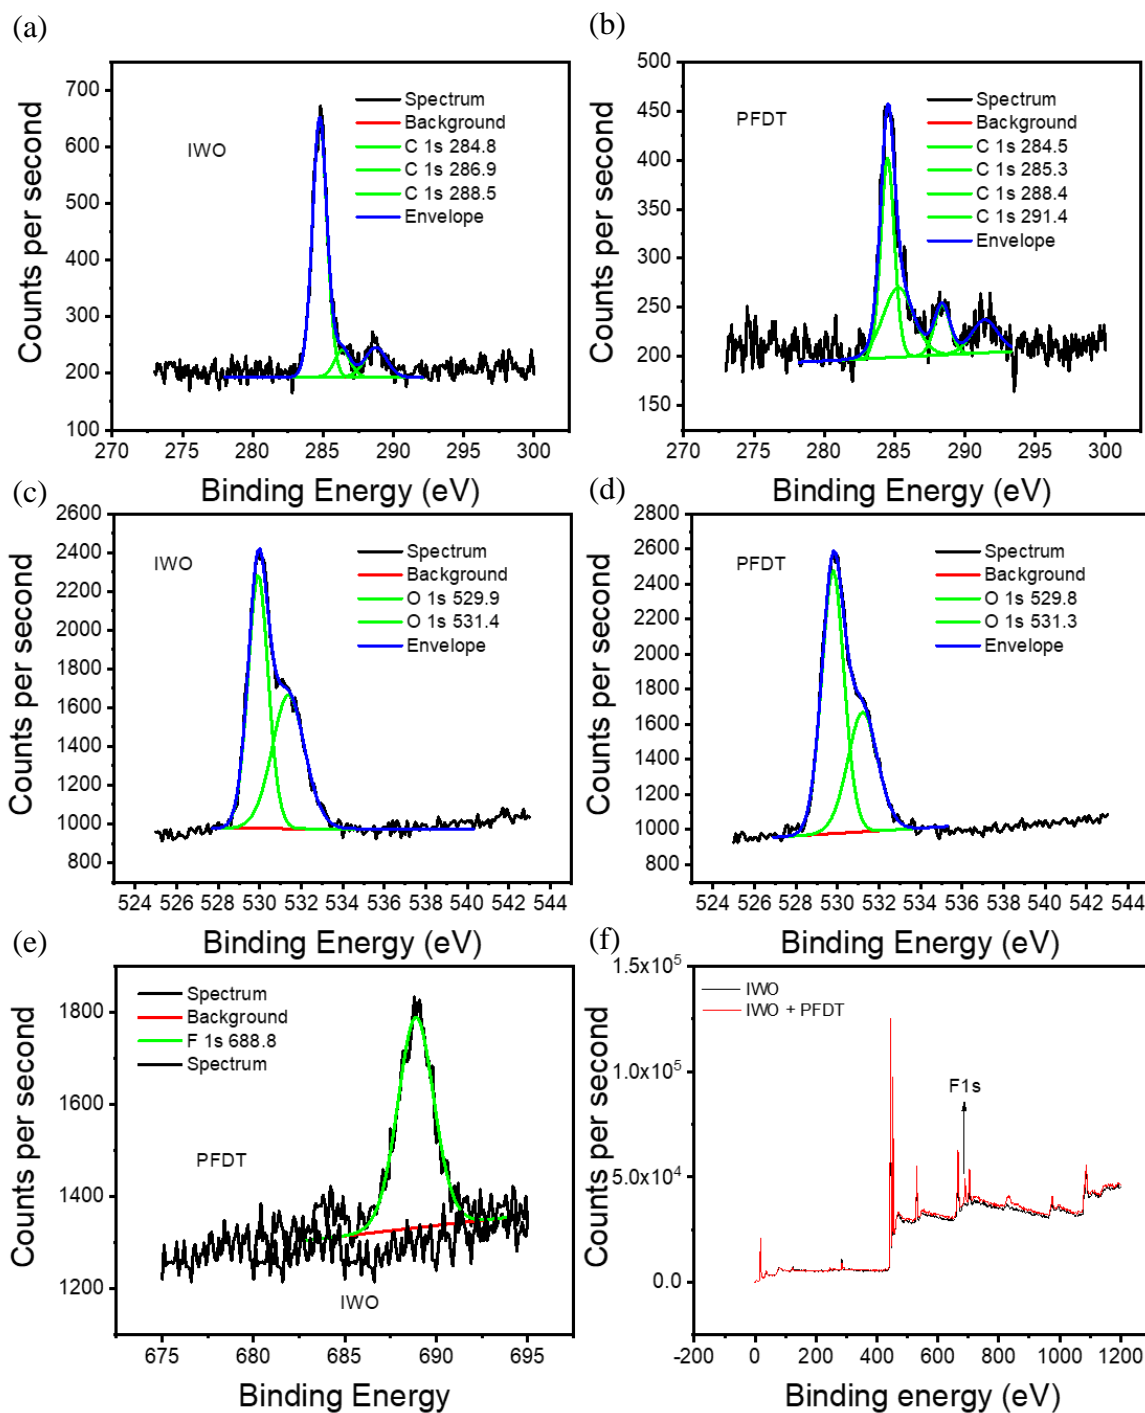 (a)
700
600
500
400
300
200
100
270 275 280 285 290 295 300
Counts per second
Binding Energy (eV)
IWO
Spectrum
Background
C 1s 284.8
C 1s 286.9
C 1s 288.5
Envelope
(b)
500
450
400
350
300
250
200
150
270 275 280 285 290 295 300
Counts per second
Binding Energy (eV)
PFDT
Spectrum
Background
C 1s 284.5
C 1s 285.3
C 1s 288.4
C 1s 291.4
Envelope
(c)
2600
2400
2200
2000
1800
1600
1400
1200
1000
800
524 526 528 530 532 534 536 538 540 542 544
Counts per second
Binding Energy (eV)
IWO
Spectrum
Background
O 1s 529.9
O 1s 531.4
Envelope
(d)
2800
2600
2400
2200
2000
1800
1600
1400
1200
1000
800
524 526 528 530 532 534 536 538 540 542 544
Counts per second
Binding Energy (eV)
PFDT
Spectrum
Background
O 1s 529.8
O 1s 531.3
Envelope
(e)
1800
1600
1400
1200
675 680 685 690 695
Counts per second
Binding Energy
Spectrum
Background
F 1s 688.8
Spectrum
PFDT
IWO
(f)
1.5x10⁵
1.0x10⁵
5.0x10⁴
0.0
-200 0 200 400 600 800 1000 1200
Counts per second
Binding energy (eV)
IWO
IWO + PFDT
F1s